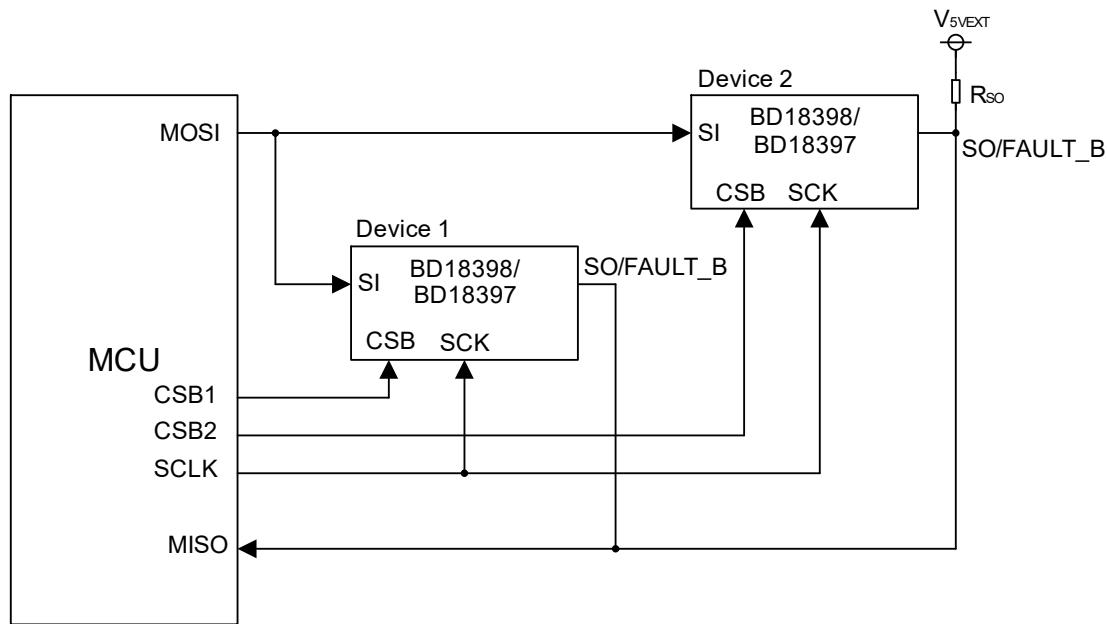 V5VEXT
RSO
Device 2
BD18398/
BD18397
SI
CSB SCK
SO/FAULT_B
MOSI
Device 1
BD18398/
BD18397
SI
CSB SCK
SO/FAULT_B
MCU
CSB1
CSB2
SCLK
MISO